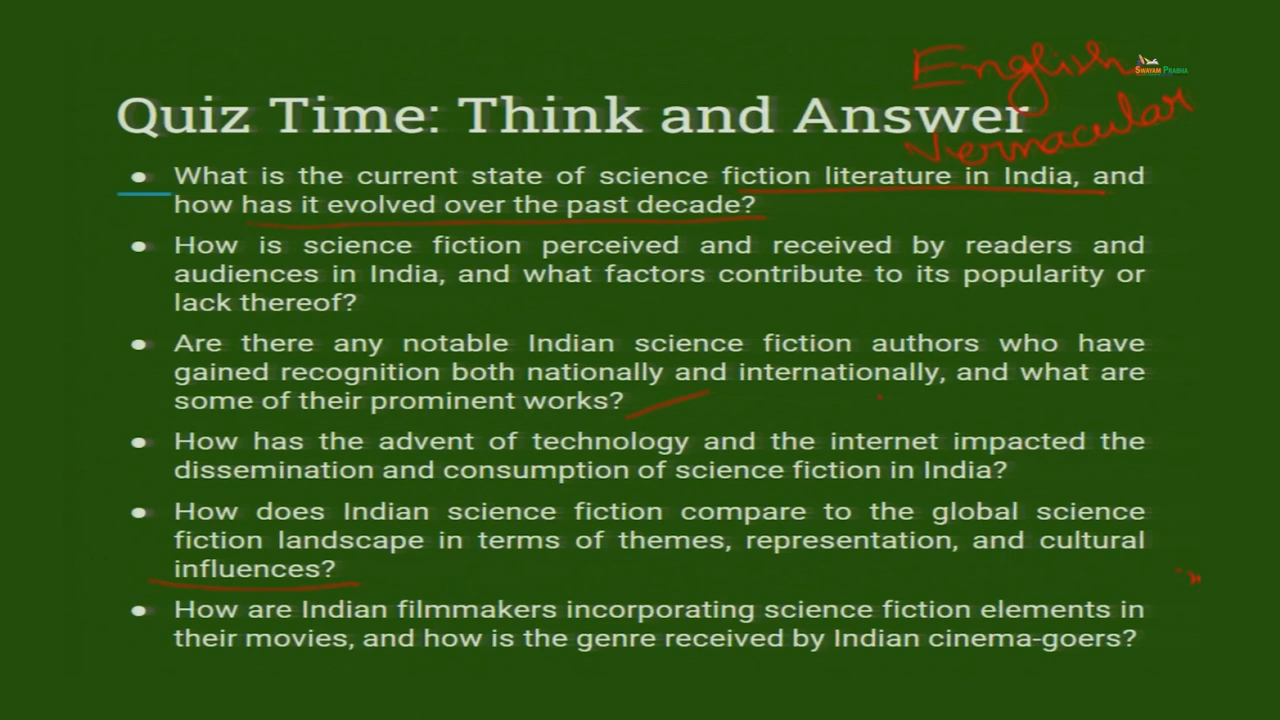 English
SWAYAM PRABHA
Quiz Time: Think and Answer
Vernacular
● What is the current state of science fiction literature in India, and
how has it evolved over the past decade?
● How is science fiction perceived and received by readers and
audiences in India, and what factors contribute to its popularity or
lack thereof?
● Are there any notable Indian science fiction authors who have
gained recognition both nationally and internationally, and what are
some of their prominent works?
● How has the advent of technology and the internet impacted the
dissemination and consumption of science fiction in India?
● How does Indian science fiction compare to the global science
fiction landscape in terms of themes, representation, and cultural
influences?
● How are Indian filmmakers incorporating science fiction elements in
their movies, and how is the genre received by Indian cinema-goers?